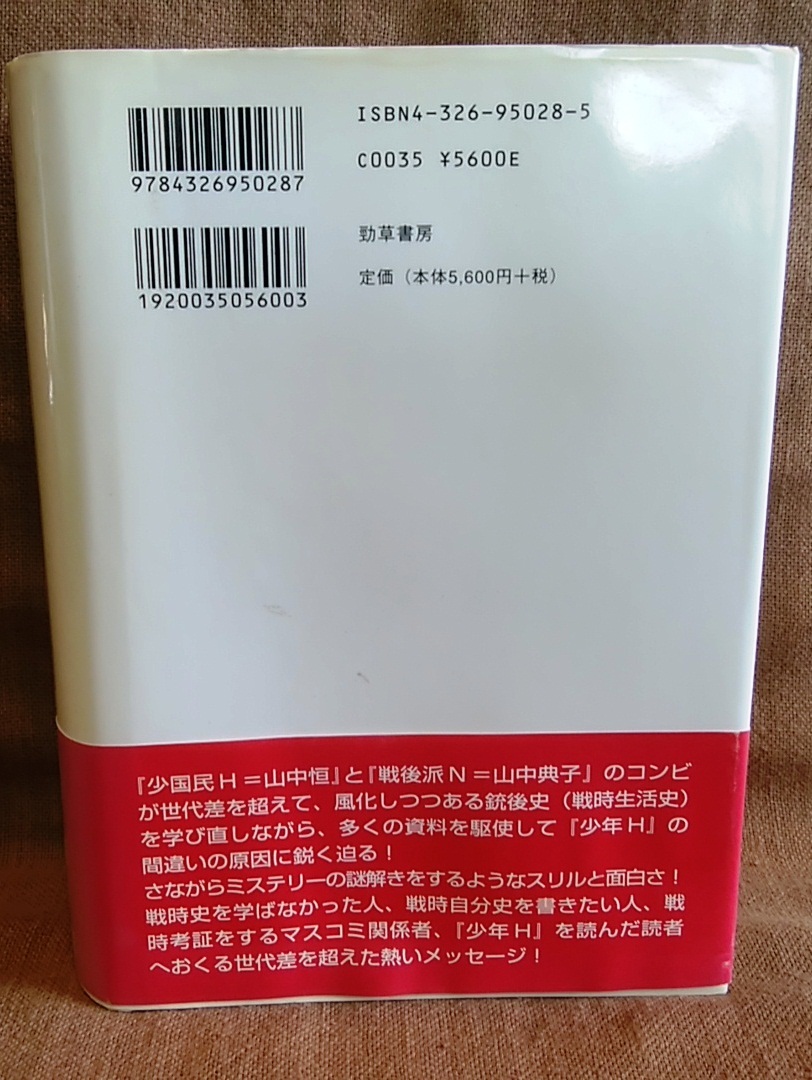 ISBN4-326-95028-5
9784326950287
C0035 ¥5600E
勁草書房
定価（本体5,600円＋税）
1920035056003
『少国民H＝山中恒』と『戦後派N＝山中典子』のコンビ
が世代差を超えて、風化しつつある銃後史（戦時生活史）
を学び直しながら、多くの資料を駆使して『少年H』の
間違いの原因に鋭く迫る！
さながらミステリーの謎解きをするようなスリルと面白さ！
戦時史を学ばなかった人、戦時自分史を書きたい人、戦
時考証をするマスコミ関係者、『少年H』を読んだ読者
へおくる世代差を超えた熱いメッセージ！